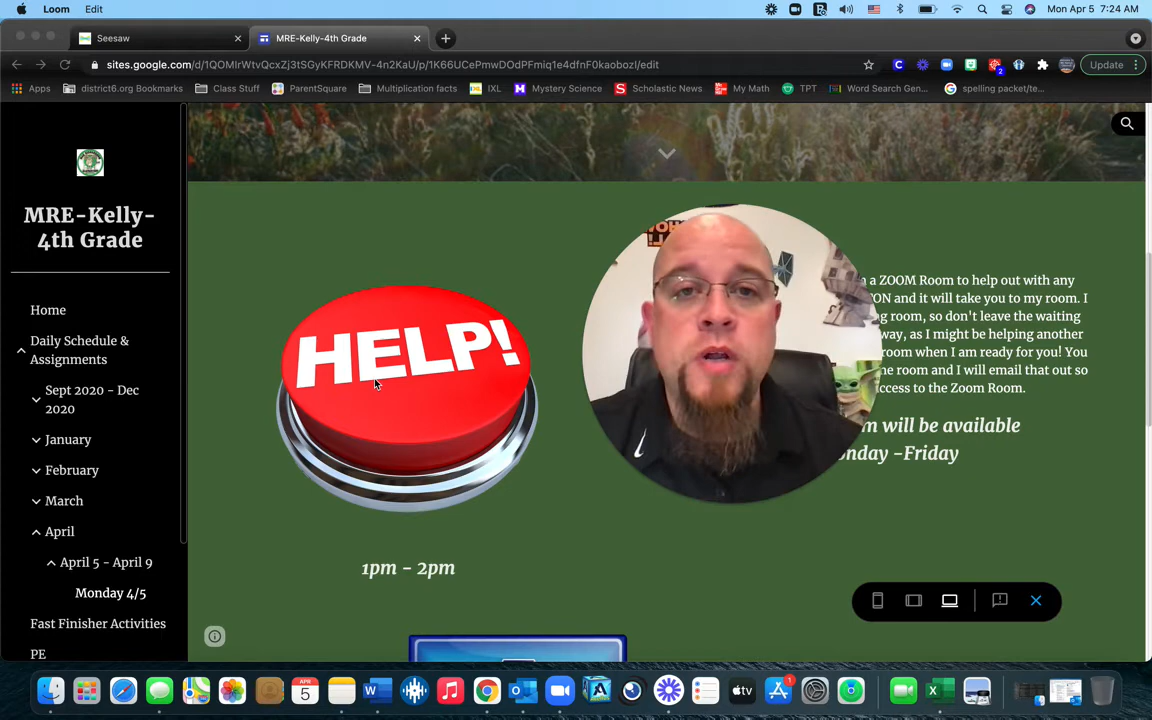 Loom Edit Mon Apr 5 7:24 AM
Seesaw MRE-Kelly-4th Grade
sites.google.com/d/1QOMIrWtvQcxZj3tSGyKFRDKMV-4n2KaU/p/1K66UCePmwDOdPFmiq1e4dfnF0kaobozI/edit Update
Apps district6.org Bookmarks Class Suite ParentSquare Multiplication facts IXL Mystery Science Scholastic News My Math TPT Word Search Gen... spelling packet/te...
MRE-Kelly-
4th Grade
Home
Daily Schedule &
Assignments
Sept 2020 - Dec
2020
January
February
March
April
April 5 - April 9
Monday 4/5
Fast Finisher Activities
PE
HELP!
1pm - 2pm
a ZOOM Room to help out with any
ON and it will take you to my room. I
g room, so don't leave the waiting
way, as I might be helping another
room when I am ready for you! You
he room and I will email that out so
ccess to the Zoom Room.
m will be available
onday -Friday
APR
5
2
1